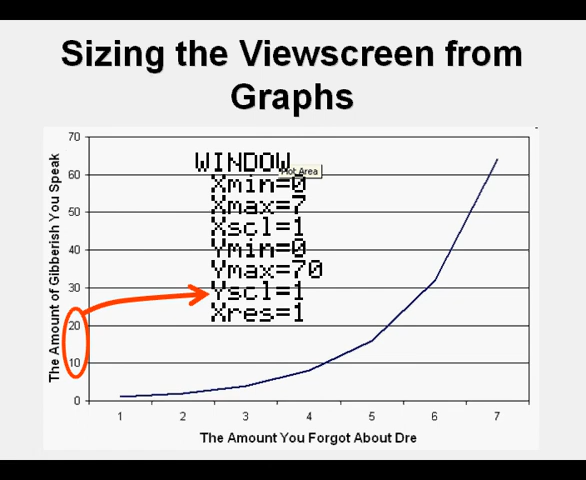 Sizing the Viewscreen from
Graphs
70
60
50
40
30
20
10
0
The Amount of Gibberish You Speak
WINDOW
Plot Area
Xmin=0
Xmax=7
Xscl=1
Ymin=0
Ymax=70
Yscl=1
Xres=1
1 2 3 4 5 6 7
The Amount You Forgot About Dre